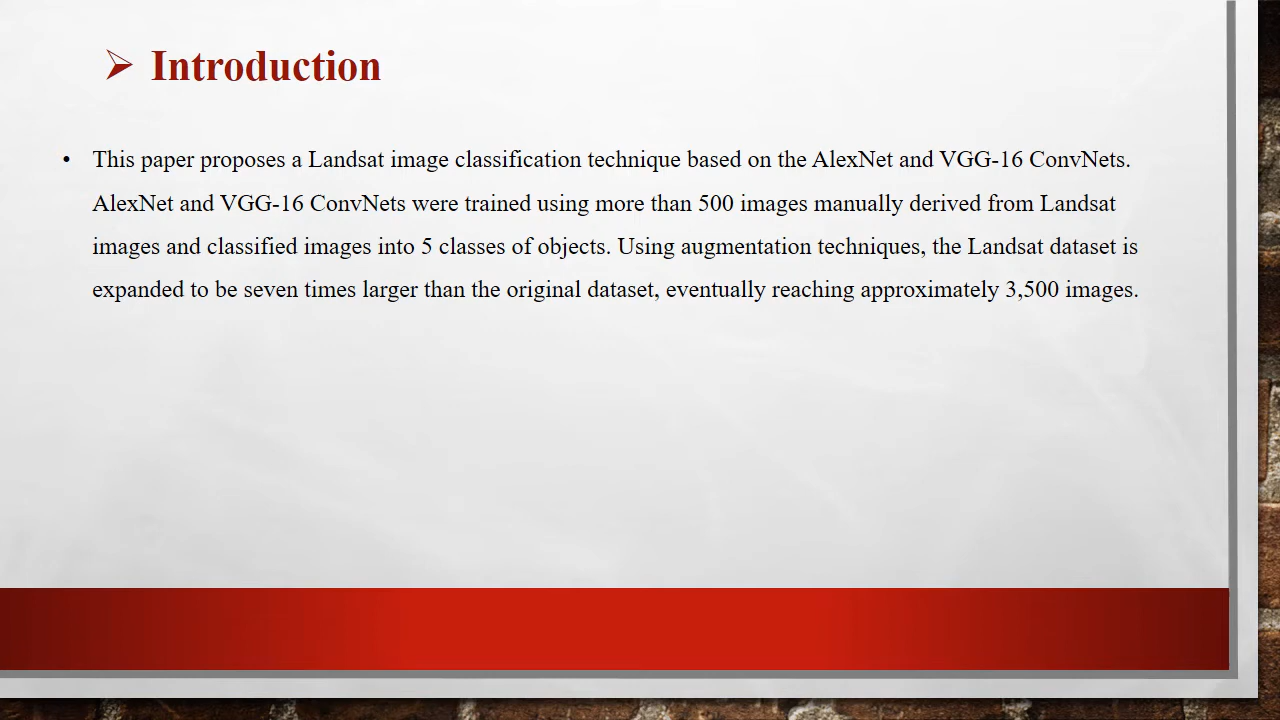 ➢ Introduction
• This paper proposes a Landsat image classification technique based on the AlexNet and VGG-16 ConvNets.
AlexNet and VGG-16 ConvNets were trained using more than 500 images manually derived from Landsat
images and classified images into 5 classes of objects. Using augmentation techniques, the Landsat dataset is
expanded to be seven times larger than the original dataset, eventually reaching approximately 3,500 images.